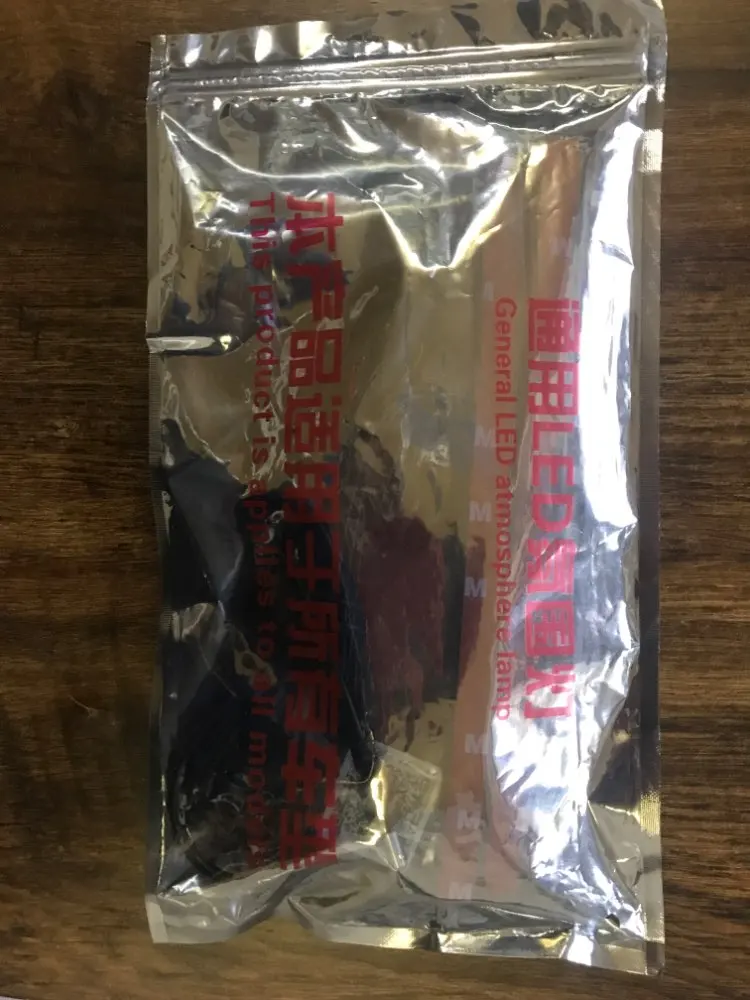 通用LED氛围灯
General LED atmosphere lamp
本产品适用于所有车型
This product is applies to all models
M
M
M
M
M
M